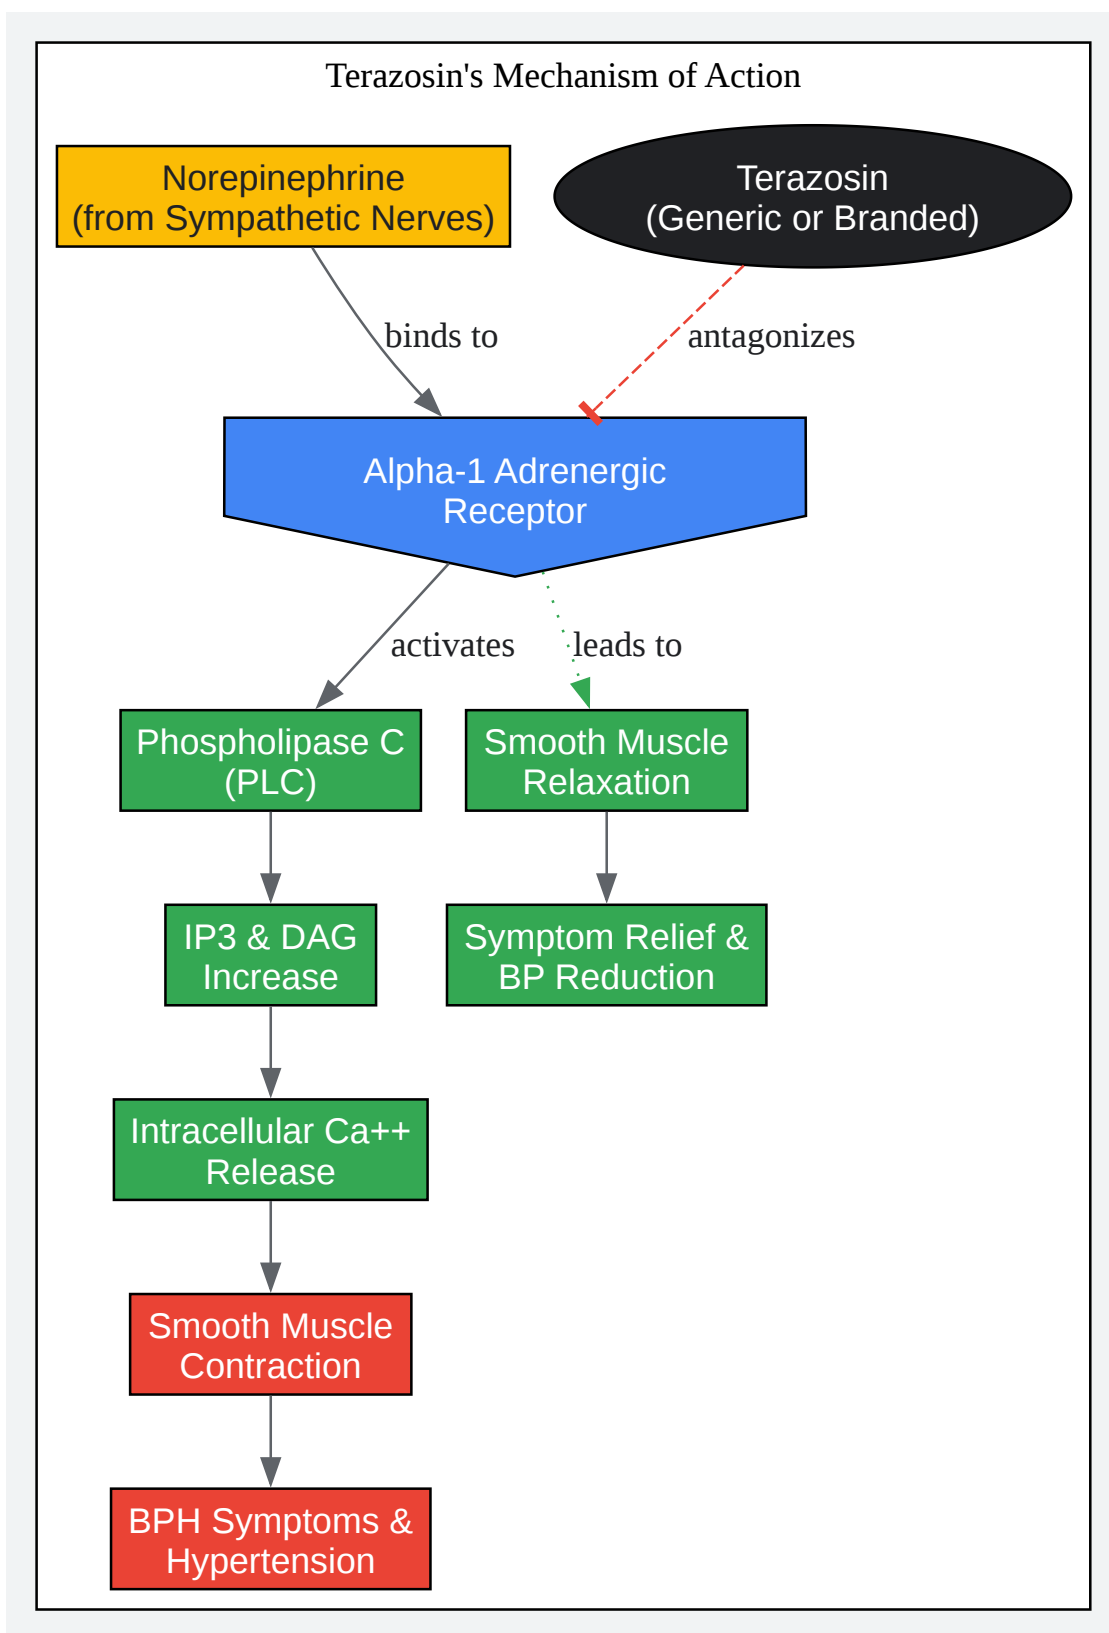 Terazosin's Mechanism of Action
Norepinephrine
(from Sympathetic Nerves)
Terazosin
(Generic or Branded)
binds to
antagonizes
Alpha-1 Adrenergic
Receptor
activates
leads to
Phospholipase C
(PLC)
Smooth Muscle
Relaxation
IP3 & DAG
Increase
Symptom Relief &
BP Reduction
Intracellular Ca++
Release
Smooth Muscle
Contraction
BPH Symptoms &
Hypertension